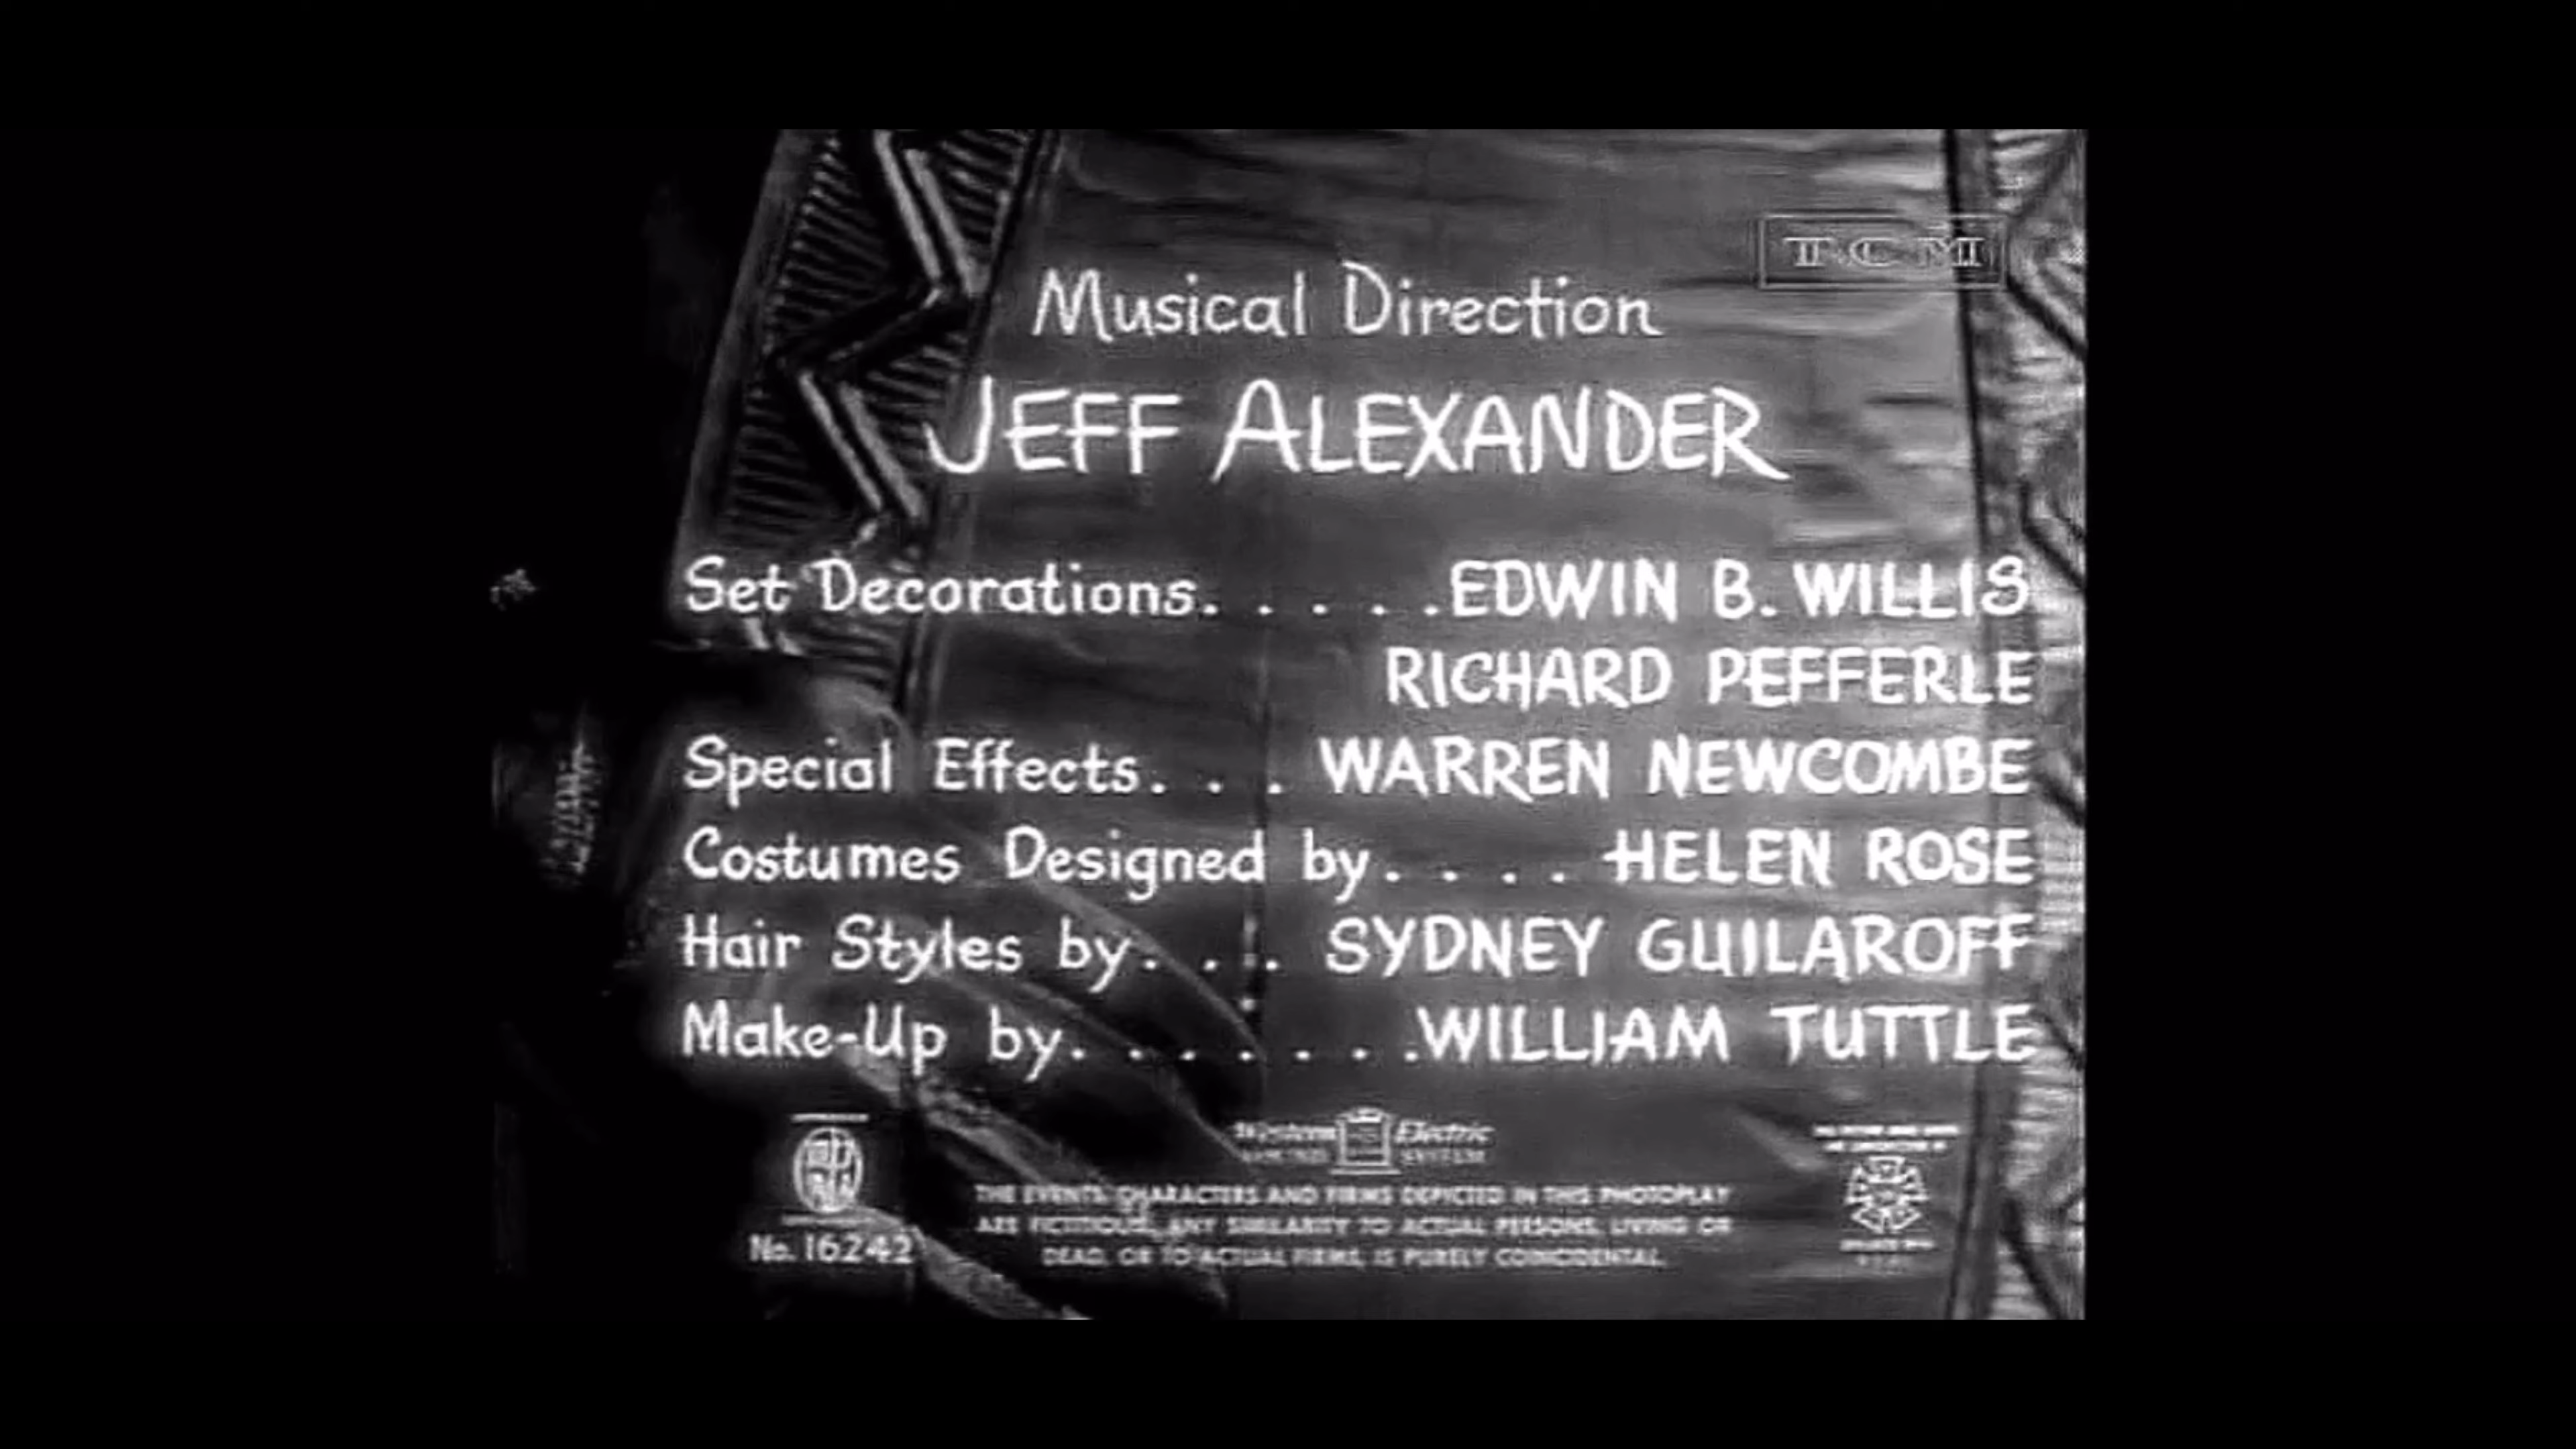 TCM
Musical Direction
JEFF ALEXANDER
Set Decorations. . . . . .EDWIN B. WILLIS
RICHARD PEFFERLE
Special Effects. . . WARREN NEWCOMBE
Costumes Designed by. . . . HELEN ROSE
Hair Styles by. . . SYDNEY GUILAROFF
Make-Up by. . . . . . . .WILLIAM TUTTLE
Western Electric
SYSTEM
No. 16242
THE EVENTS, CHARACTERS AND FIRMS DEPICTED IN THIS PHOTOPLAY
ARE FICTITIOUS. ANY SIMILARITY TO ACTUAL PERSONS, LIVING OR
DEAD, OR TO ACTUAL FIRMS, IS PURELY COINCIDENTAL.